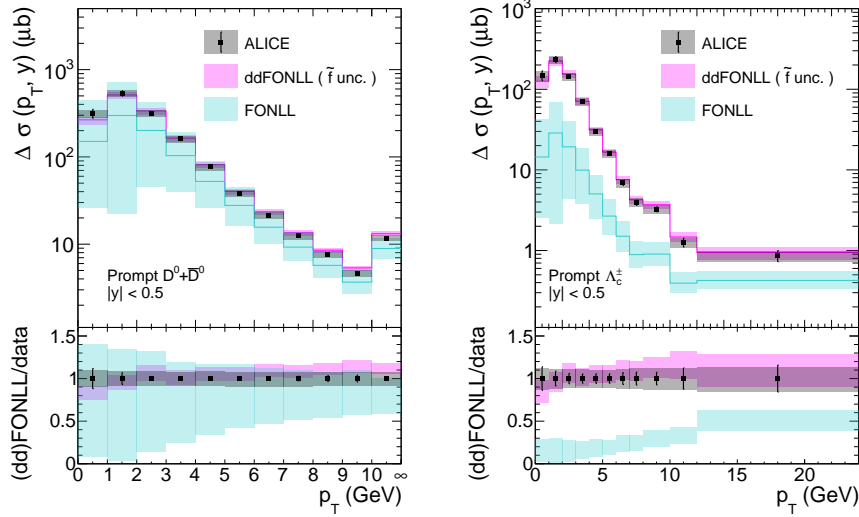 Δ σ (p_T, y) (μb)
10³
10²
10
ALICE
ddFONLL ( f̃ unc. )
FONLL
Prompt D⁰+D̅⁰
|y| < 0.5
(dd)FONLL/data
1.5
1
0.5
0
0 1 2 3 4 5 6 7 8 9 10 ∞
p_T (GeV)
Δ σ (p_T, y) (μb)
10³
10²
10
1
ALICE
ddFONLL ( f̃ unc. )
FONLL
Prompt Λ_c^±
|y| < 0.5
(dd)FONLL/data
1.5
1
0.5
0
0 5 10 15 20
p_T (GeV)